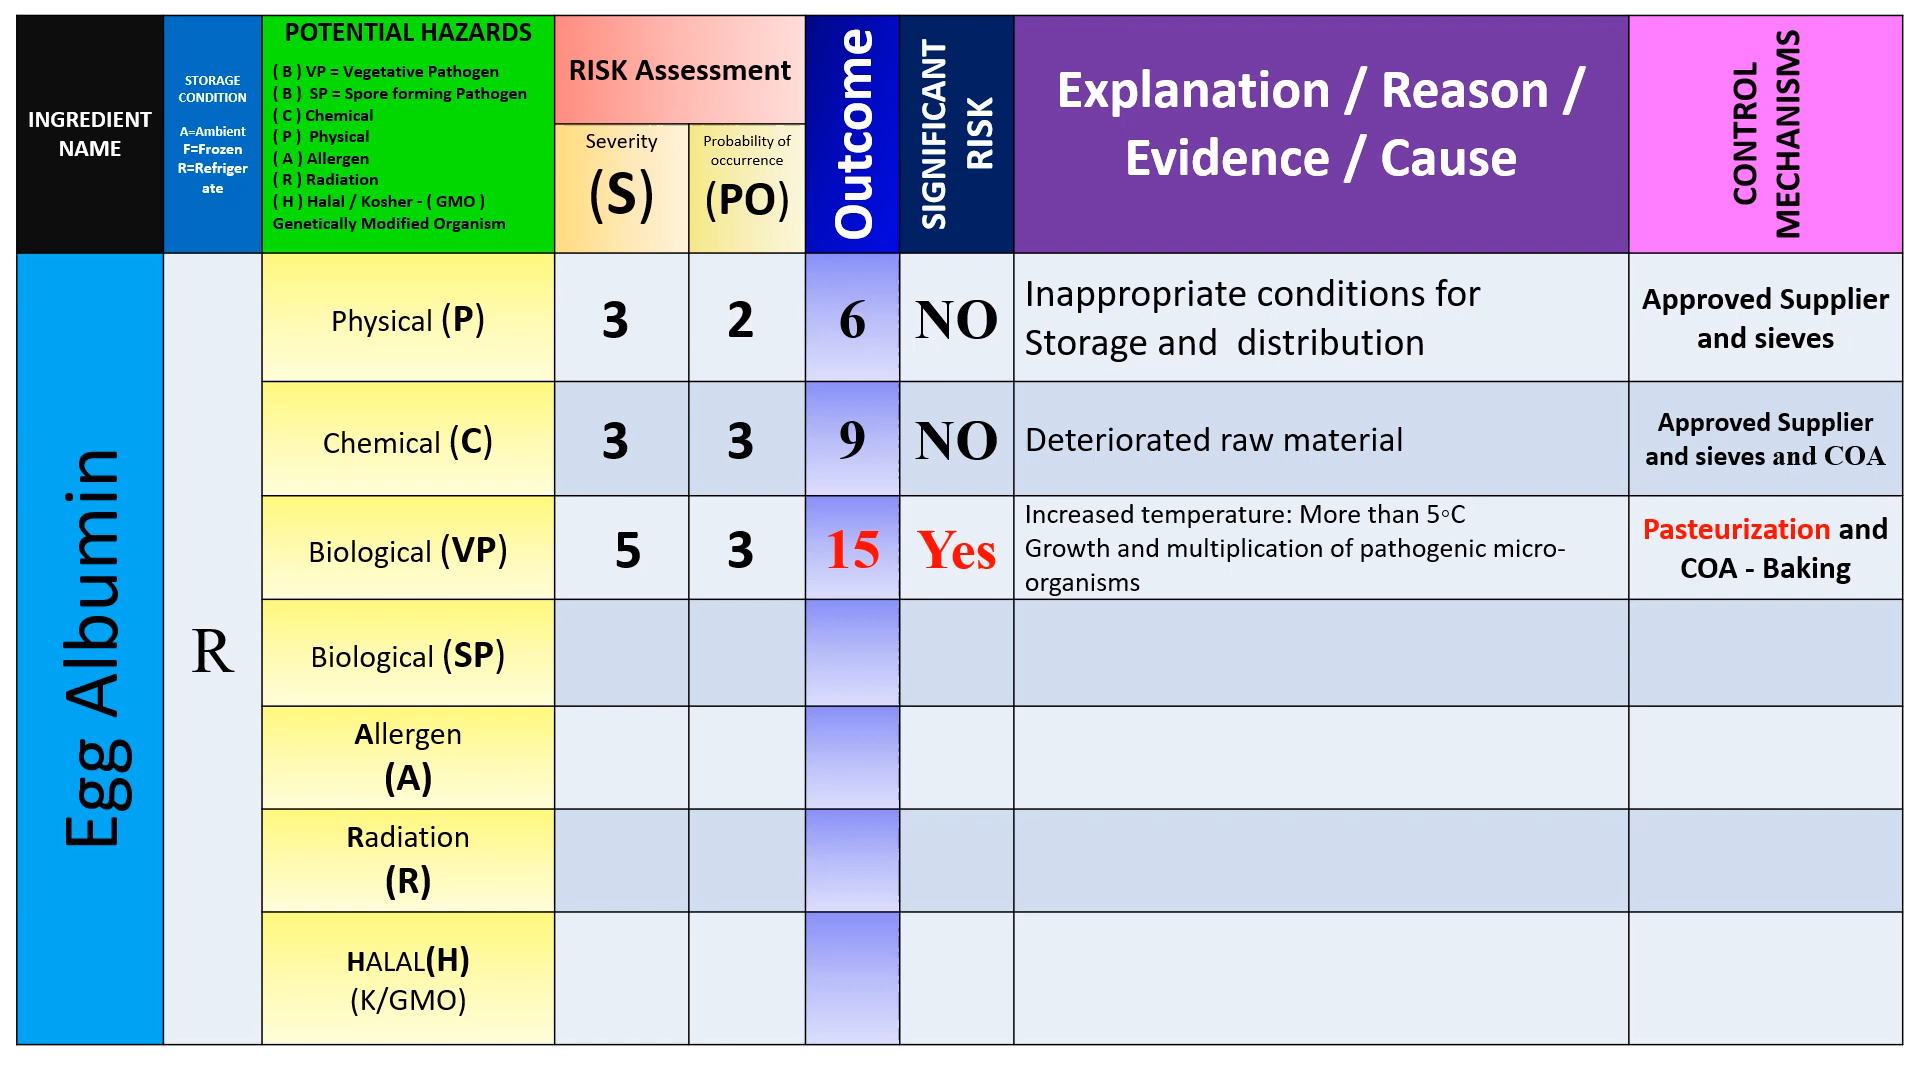 INGREDIENT
NAME
STORAGE
CONDITION
A=Ambient
F=Frozen
R=Refriger
ate
POTENTIAL HAZARDS
( B ) VP = Vegetative Pathogen
( B )  SP = Spore forming Pathogen
( C ) Chemical
( P )  Physical
( A ) Allergen
( R ) Radiation
( H ) Halal / Kosher - ( GMO )
Genetically Modified Organism
RISK Assessment
Severity
(S)
Probability of
occurrence
(PO)
Outcome
SIGNIFICANT
RISK
Explanation / Reason /
Evidence / Cause
CONTROL
MECHANISMS
Egg Albumin
R
Physical (P)
3
2
6
NO
Inappropriate conditions for
Storage and  distribution
Approved Supplier
and sieves
Chemical (C)
3
3
9
NO
Deteriorated raw material
Approved Supplier
and sieves and COA
Biological (VP)
5
3
15
Yes
Increased temperature: More than 5◦C
Growth and multiplication of pathogenic micro-
organisms
Pasteurization and
COA - Baking
Biological (SP)
Allergen
(A)
Radiation
(R)
HALAL(H)
(K/GMO)